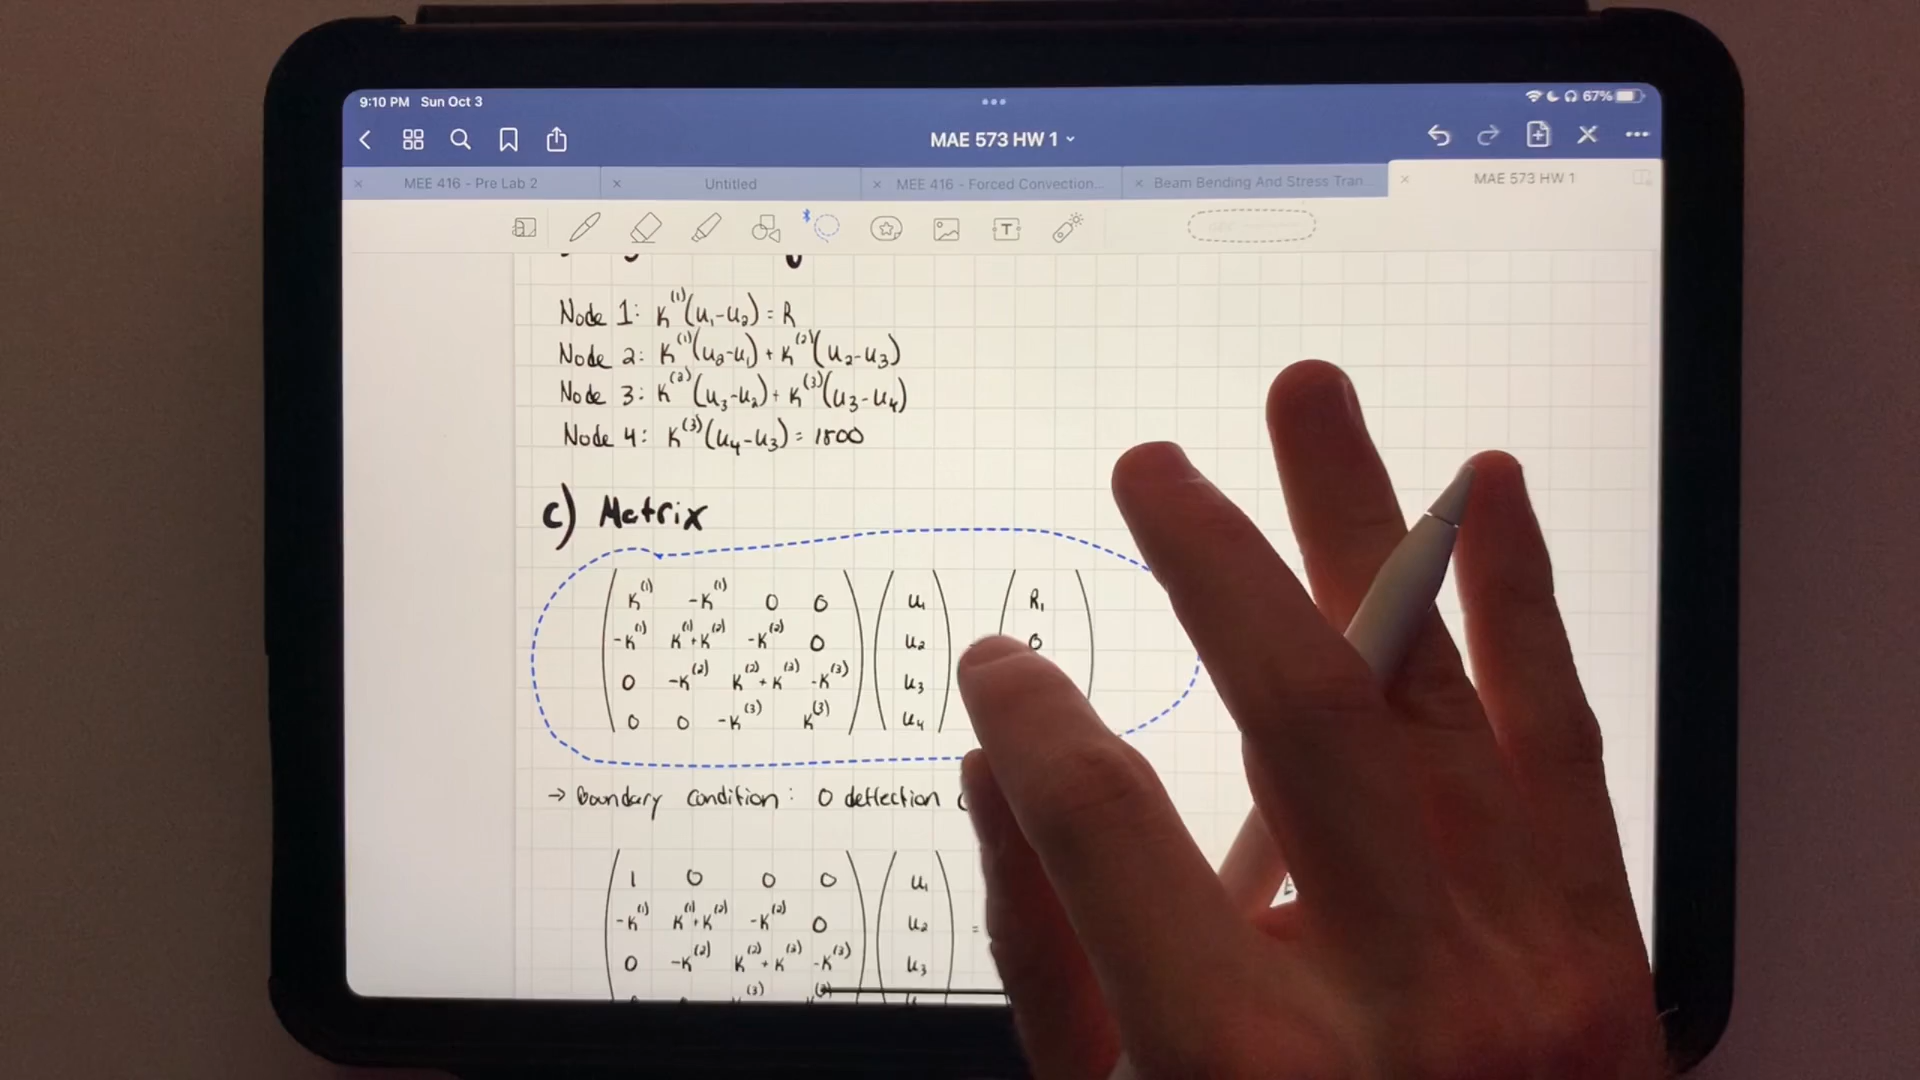 9:10 PM Sun Oct 3
67%
MAE 573 HW 1
MEE 416 - Pre Lab 2
Untitled
MEE 416 - Forced Convection...
Beam Bending And Stress Tran...
MAE 573 HW 1
T
Node 1: K^(1)(u₁-u₂) = R
Node 2: K^(1)(u₂-u₁) + K^(2)(u₂-u₃)
Node 3: K^(2)(u₃-u₂) + K^(3)(u₃-u₄)
Node 4: K^(3)(u₄-u₃) = 1800
c) Matrix
K^(1) -K^(1) 0 0 u₁ R₁
-K^(1) K^(1)+K^(2) -K^(2) 0 u₂ 0
0 -K^(2) K^(2)+K^(3) -K^(3) u₃
0 0 -K^(3) K^(3) u₄
→ Boundary condition: 0 deflection
1 0 0 0 u₁
-K^(1) K^(1)+K^(2) -K^(2) 0 u₂ =
0 -K^(2) K^(2)+K^(3) -K^(3) u₃
(3) (3)